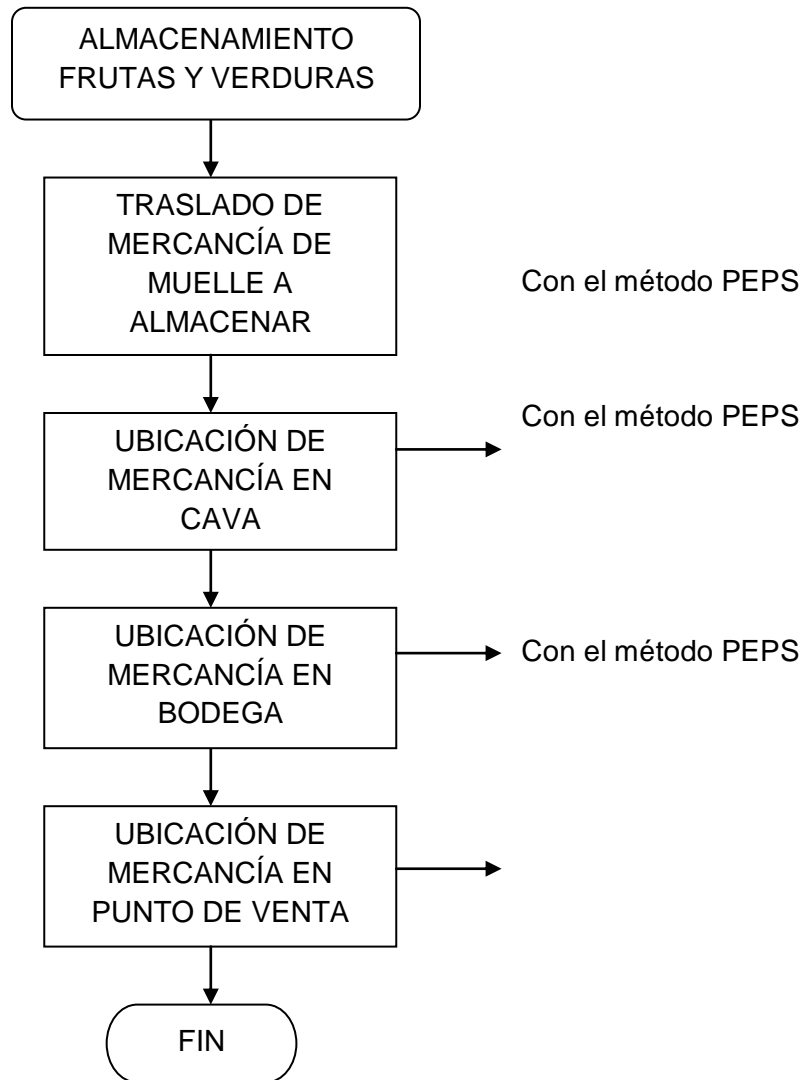 ALMACENAMIENTO
FRUTAS Y VERDURAS
TRASLADO DE
MERCANCÍA DE
MUELLE A
ALMACENAR
Con el método PEPS
UBICACIÓN DE
MERCANCÍA EN
CAVA
Con el método PEPS
UBICACIÓN DE
MERCANCÍA EN
BODEGA
Con el método PEPS
UBICACIÓN DE
MERCANCÍA EN
PUNTO DE VENTA
FIN